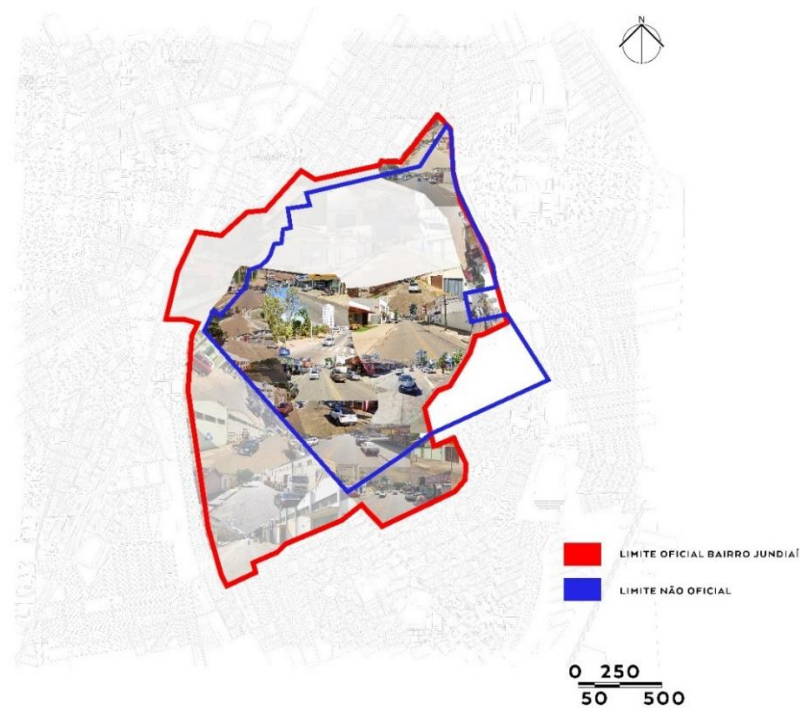 N
LIMITE OFICIAL BAIRRO JUNDIAÍ
LIMITE NÃO OFICIAL
0 250
50 500